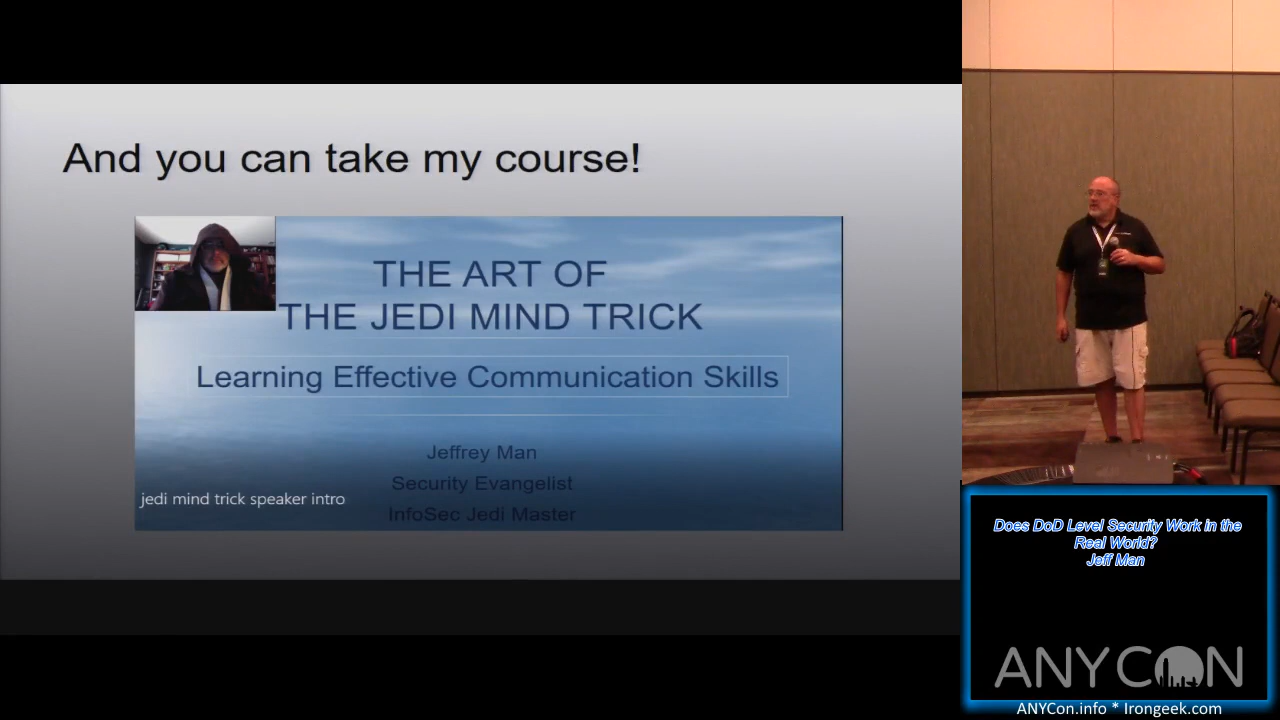 And you can take my course!
THE ART OF
THE JEDI MIND TRICK
Learning Effective Communication Skills
Jeffrey Man
Security Evangelist
InfoSec Jedi Master
jedi mind trick speaker intro
Does DoD Level Security Work in the
Real World?
Jeff Man
ANYCON
ANYCon.info * Irongeek.com